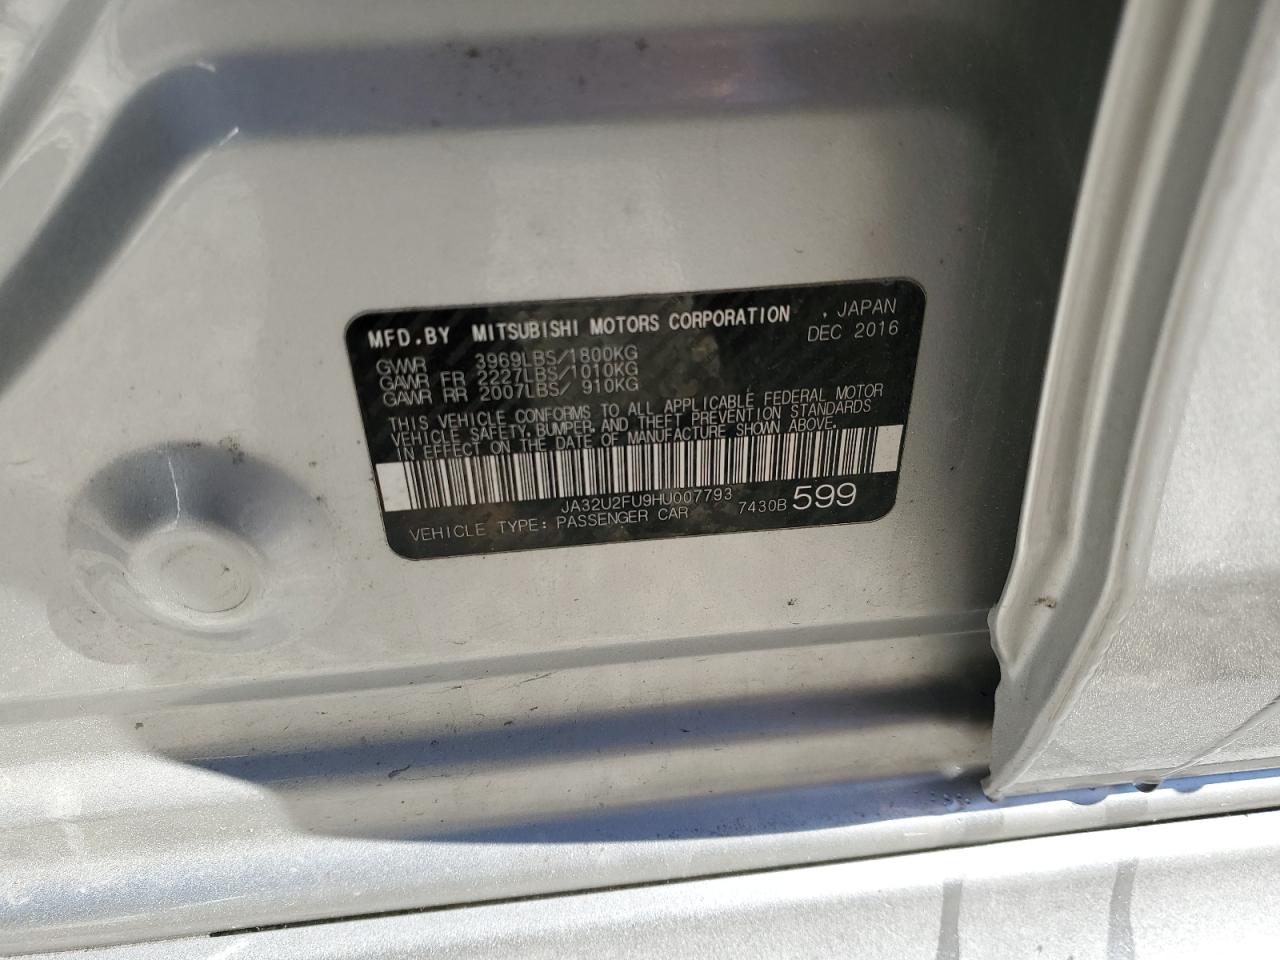 MFD.BY MITSUBISHI MOTORS CORPORATION , JAPAN
DEC 2016
GVWR 3969LBS/1800KG
GAWR FR 2227LBS/1010KG
GAWR RR 2007LBS/ 910KG
THIS VEHICLE CONFORMS TO ALL APPLICABLE FEDERAL MOTOR
VEHICLE SAFETY, BUMPER, AND THEFT PREVENTION STANDARDS
IN EFFECT ON THE DATE OF MANUFACTURE SHOWN ABOVE.
JA32U2FU9HU007793
VEHICLE TYPE: PASSENGER CAR 7430B 599